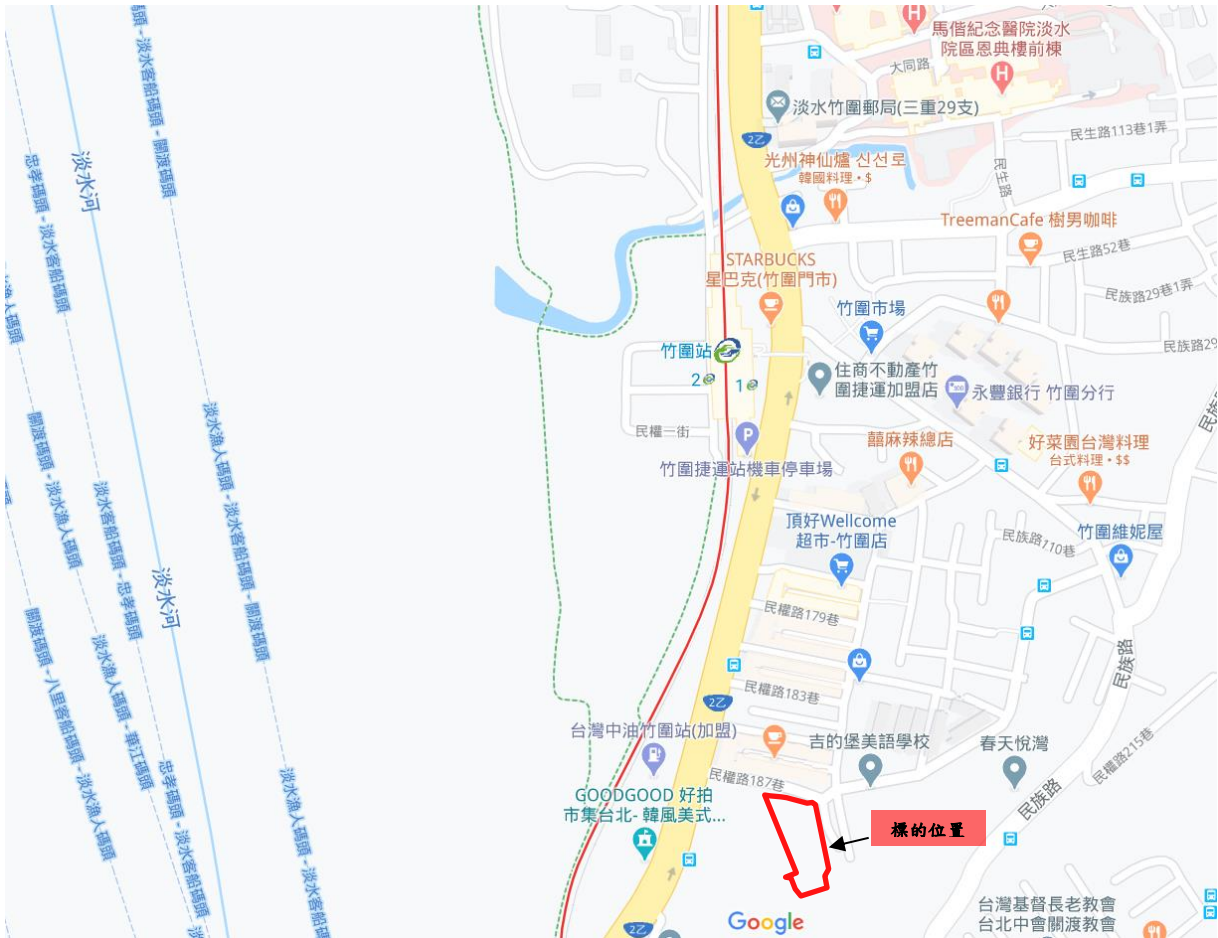 馬偕紀念醫院淡水
院區恩典樓前棟
大同路
淡水竹圍郵局(三重29支)
民生路113巷1弄
2乙
光州神仙爐 신선로
韓國料理・$
民生路
TreemanCafe 樹男咖啡
民生路52巷
STARBUCKS
星巴克(竹圍門市)
民族路29巷1弄
竹圍市場
民族路29
竹圍站
2
1
住商不動產竹
圍捷運加盟店
永豐銀行 竹圍分行
民權一街
P
囍麻辣總店
好菜園台灣料理
台式料理・$$
竹圍捷運站機車停車場
頂好Wellcome
超市-竹圍店
民族路110巷
竹圍維妮屋
民權路179巷
民族路
民權路183巷
2乙
台灣中油竹圍站(加盟)
吉的堡美語學校
春天悅灣
民權路215巷
民權路187巷
民族路
GOODGOOD 好拍
市集台北- 韓風美式...
標的位置
台灣基督長老教會
台北中會關渡教會
Google
2乙
淡水河
淡水河
淡水漁人碼頭 - 淡水客船碼頭 - 關渡碼頭
忠孝碼頭 - 淡水客船碼頭
淡水漁人碼頭 - 淡水客船碼頭 - 關渡碼頭
關渡碼頭 - 淡水漁人碼頭
淡水客船碼頭 - 忠孝碼頭
關渡碼頭 - 八里客船碼頭 - 淡水漁人碼頭
淡水漁人碼頭 - 華江碼頭
忠孝碼頭 - 淡水客船碼頭
淡水漁人碼頭 - 淡水客船